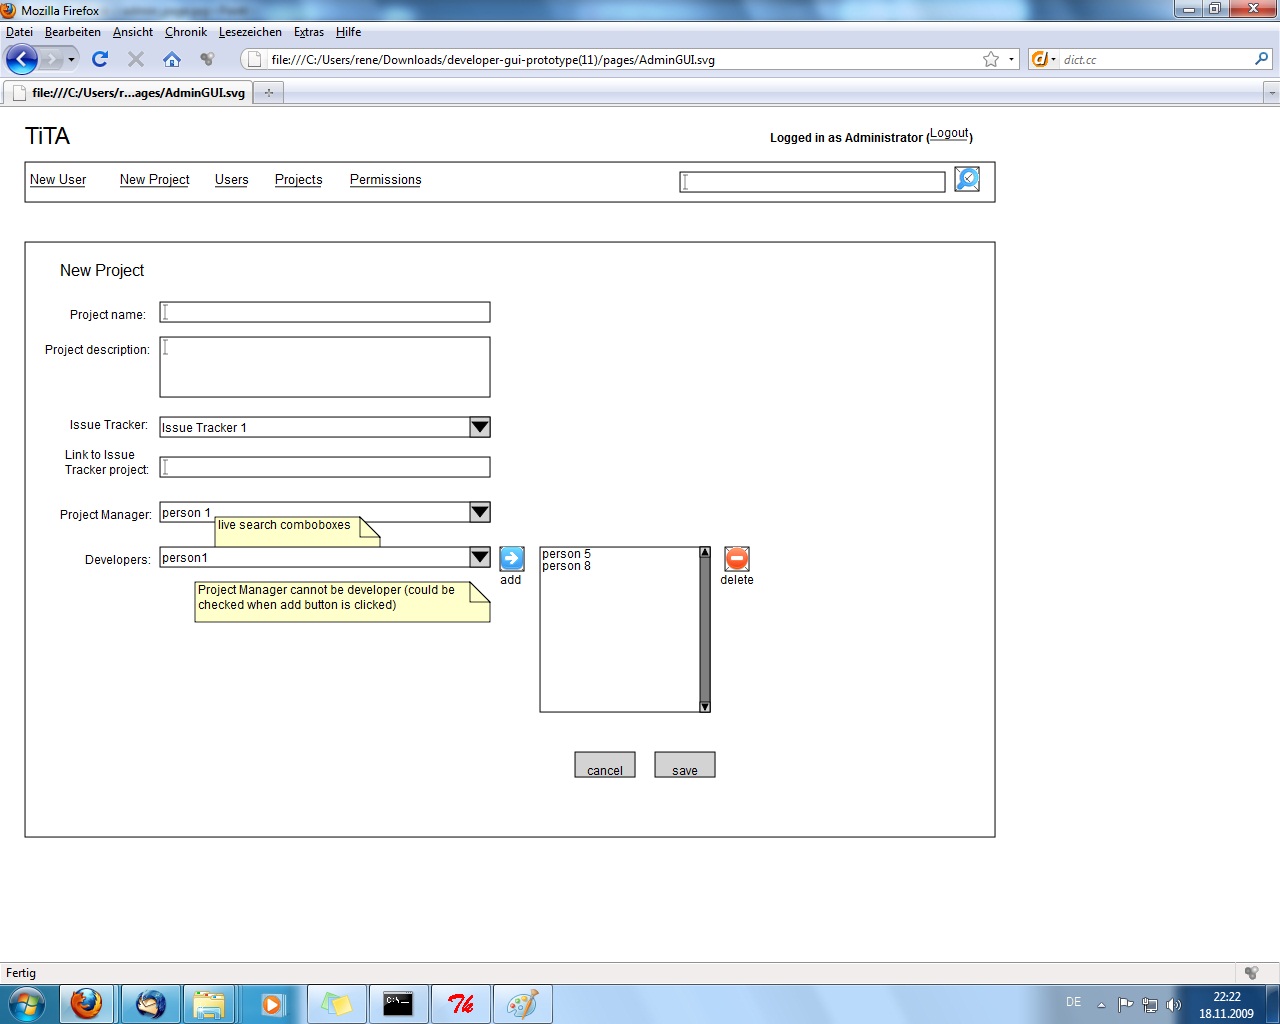 Mozilla Firefox
Datei Bearbeiten Ansicht Chronik Lesezeichen Extras Hilfe
file:///C:/Users/rene/Downloads/developer-gui-prototype(11)/pages/AdminGUI.svg
dict.cc
file:///C:/Users/r...ages/AdminGUI.svg
TiTA
Logged in as Administrator (Logout)
New User New Project Users Projects Permissions
New Project
Project name:
Project description:
Issue Tracker: Issue Tracker 1
Link to Issue
Tracker project:
Project Manager: person 1
live search comboboxes
Developers: person1
add
person 5
person 8
delete
Project Manager cannot be developer (could be
checked when add button is clicked)
cancel save
Fertig
DE
22:22
18.11.2009